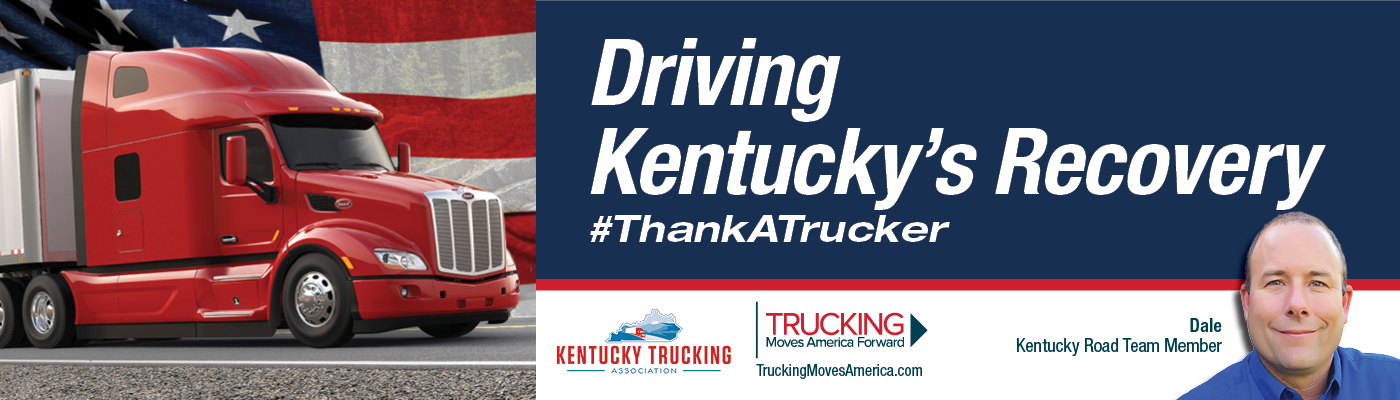 Driving
Kentucky's Recovery
#ThankATrucker
KENTUCKY TRUCKING
ASSOCIATION
TRUCKING
Moves America Forward
TruckingMovesAmerica.com
Dale
Kentucky Road Team Member